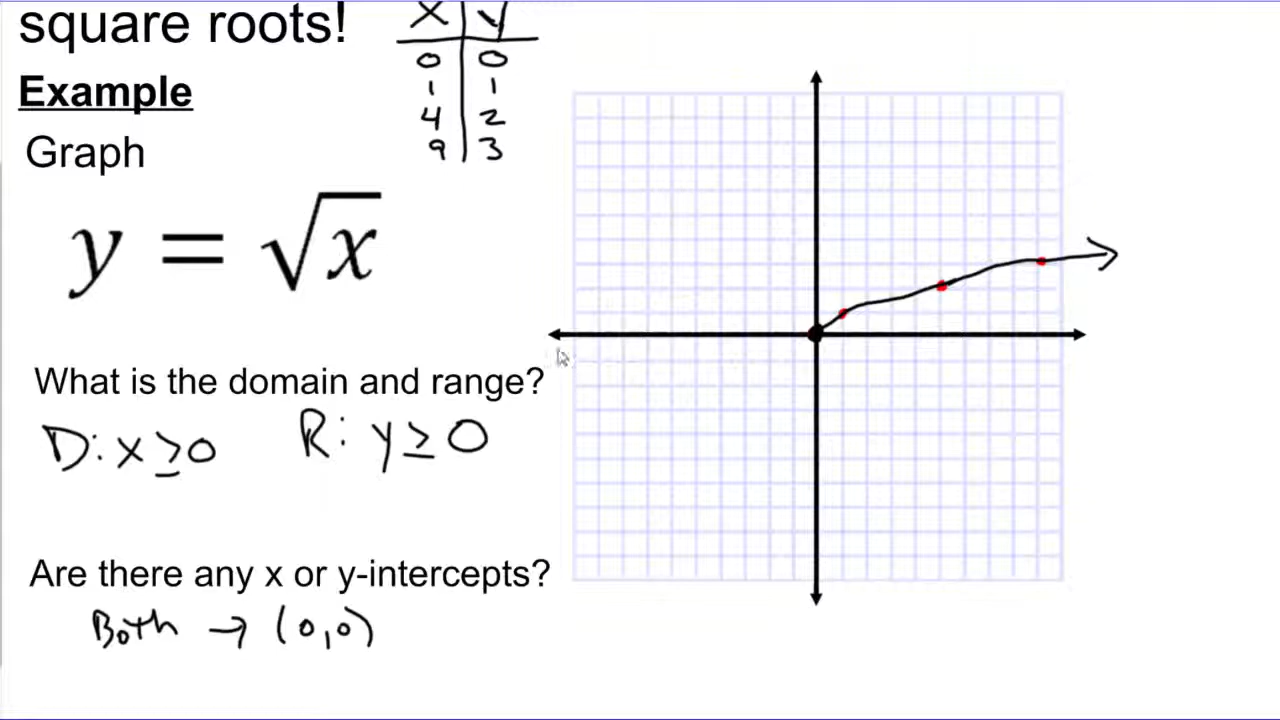 square roots!
x y
0 0
1 1
4 2
9 3
Example
Graph
y = √x
What is the domain and range?
D: x ≥ 0 R: y ≥ 0
Are there any x or y-intercepts?
Both → (0,0)